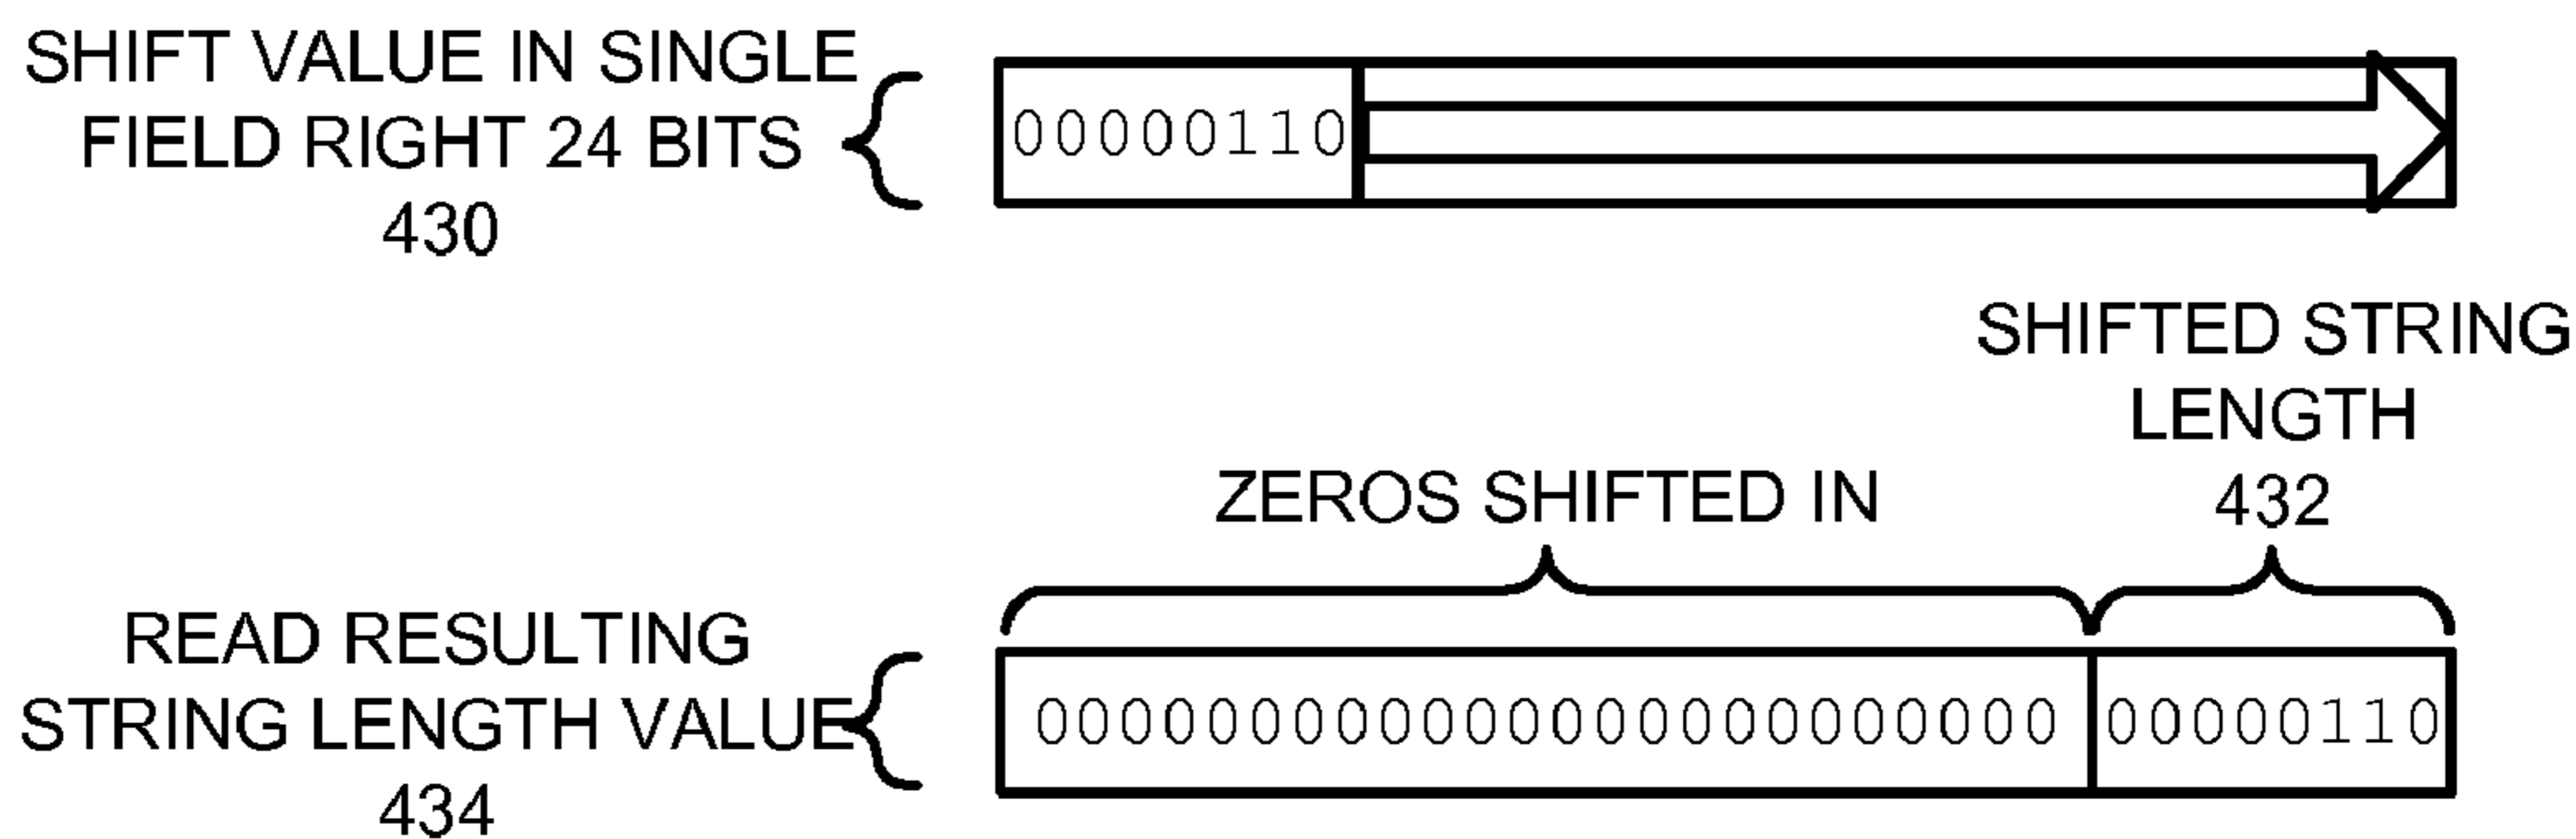 SHIFT VALUE IN SINGLE
FIELD RIGHT 24 BITS
430
00000110
SHIFTED STRING
LENGTH
432
ZEROS SHIFTED IN
READ RESULTING
STRING LENGTH VALUE
434
000000000000000000000000 00000110